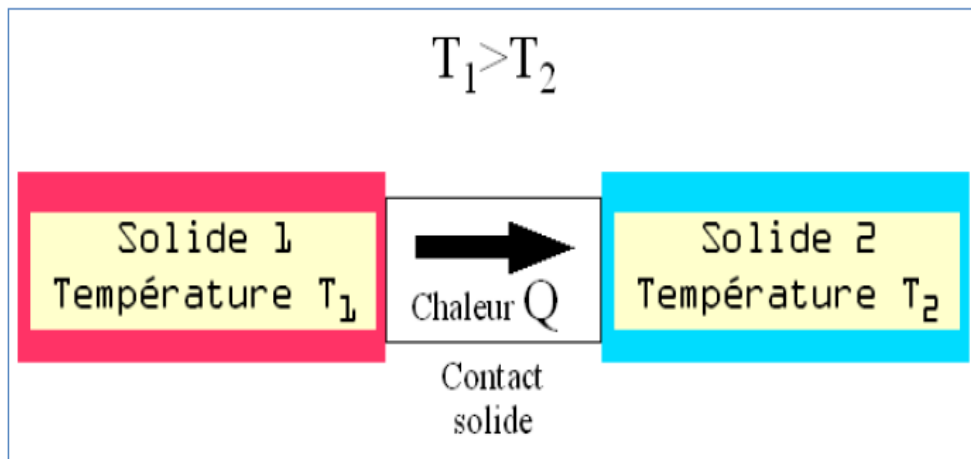 T₁>T₂
Solide 1
Température T₁
Chaleur Q
Contact
solide
Solide 2
Température T₂